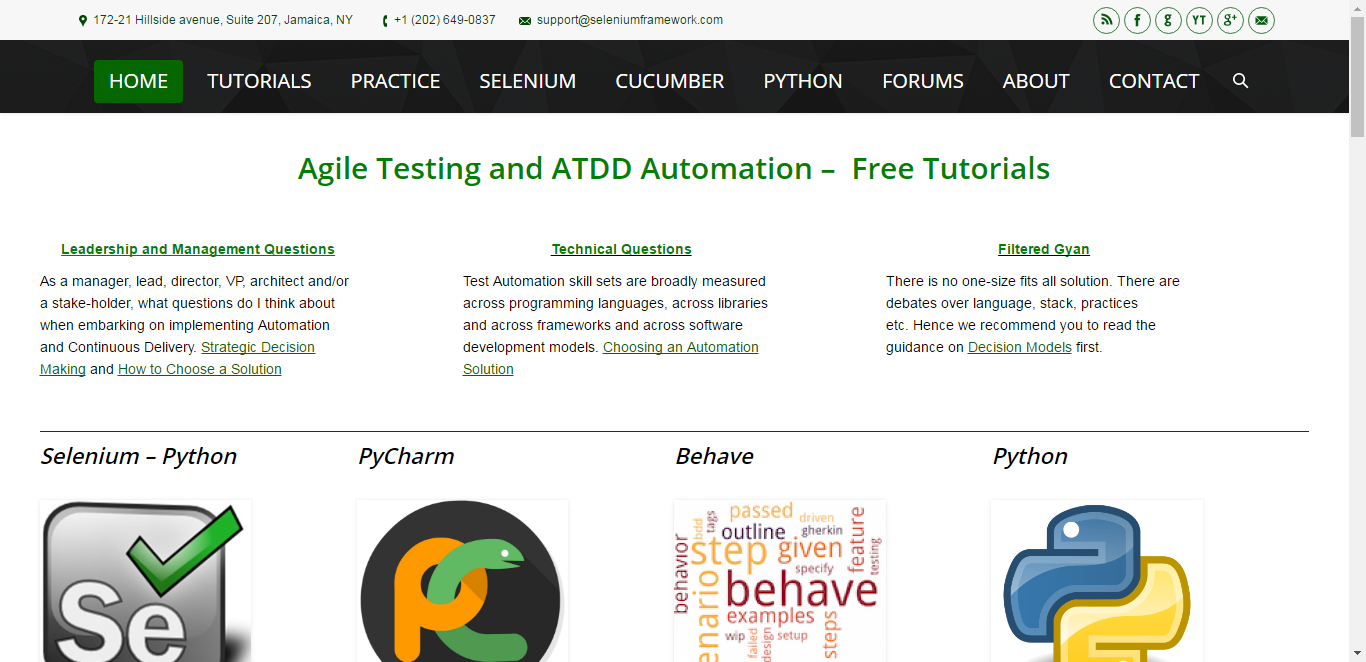 172-21 Hillside avenue, Suite 207, Jamaica, NY +1 (202) 649-0837 support@seleniumframework.com
f g YT g+
HOME TUTORIALS PRACTICE SELENIUM CUCUMBER PYTHON FORUMS ABOUT CONTACT
Agile Testing and ATDD Automation – Free Tutorials
Leadership and Management Questions
As a manager, lead, director, VP, architect and/or
a stake-holder, what questions do I think about
when embarking on implementing Automation
and Continuous Delivery. Strategic Decision
Making and How to Choose a Solution
Technical Questions
Test Automation skill sets are broadly measured
across programming languages, across libraries
and across frameworks and across software
development models. Choosing an Automation
Solution
Filtered Gyan
There is no one-size fits all solution. There are
debates over language, stack, practices
etc. Hence we recommend you to read the
guidance on Decision Models first.
Selenium – Python
PyCharm
Behave
Python
Se
PC
passed
driven
tags
bdd
outline
gherkin
feature
behavior
step
given
testing
specify
behave
examples
wip
failed
design
setup
steps